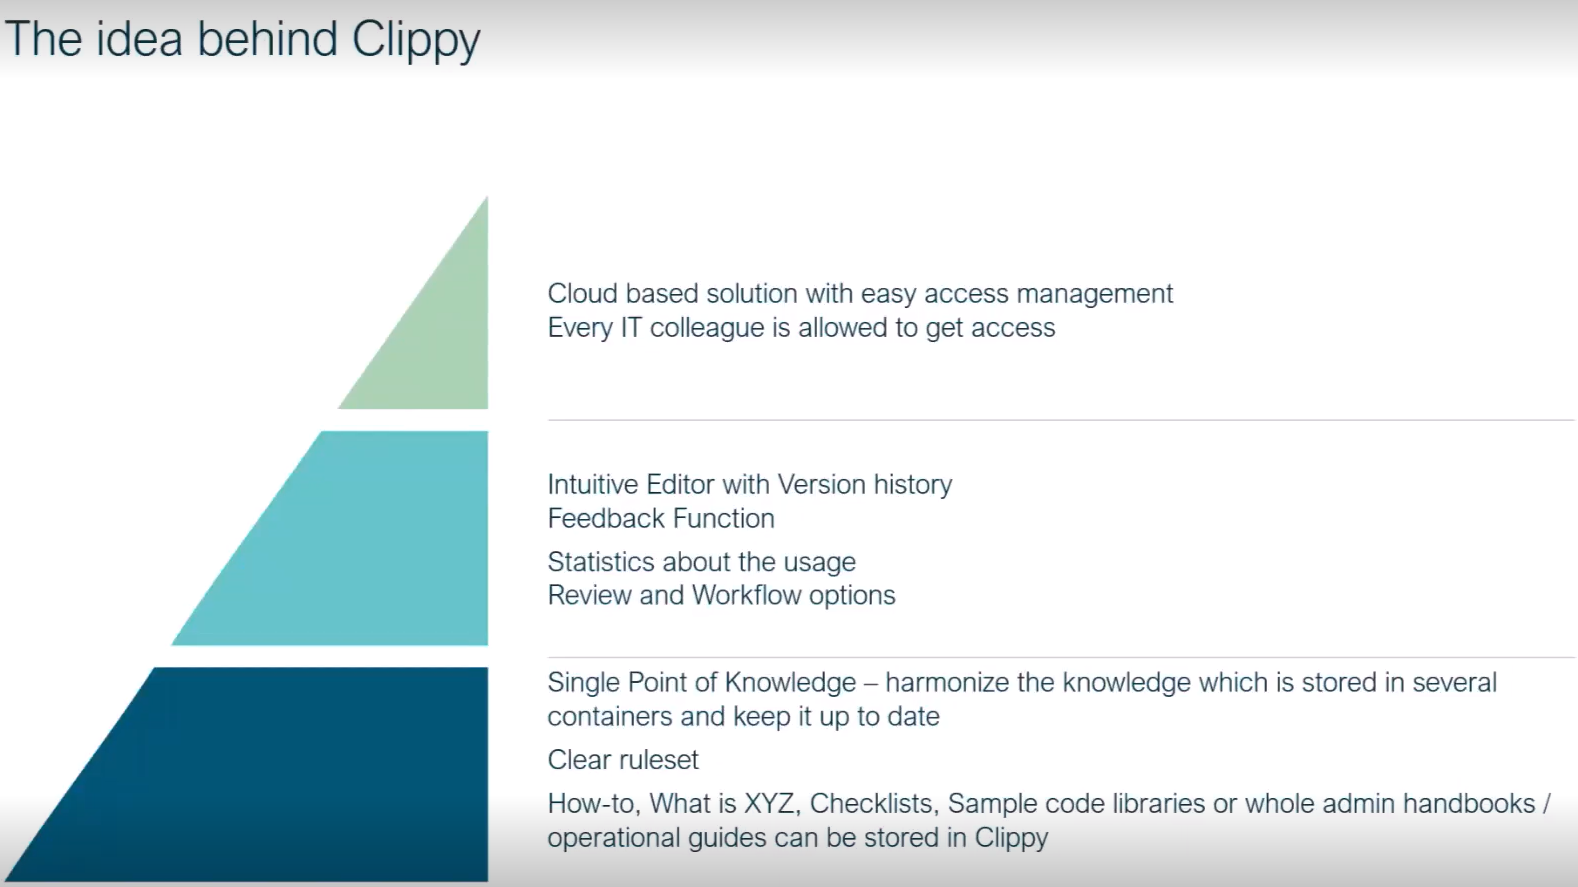 The idea behind Clippy
Cloud based solution with easy access management
Every IT colleague is allowed to get access
Intuitive Editor with Version history
Feedback Function
Statistics about the usage
Review and Workflow options
Single Point of Knowledge – harmonize the knowledge which is stored in several
containers and keep it up to date
Clear ruleset
How-to, What is XYZ, Checklists, Sample code libraries or whole admin handbooks /
operational guides can be stored in Clippy